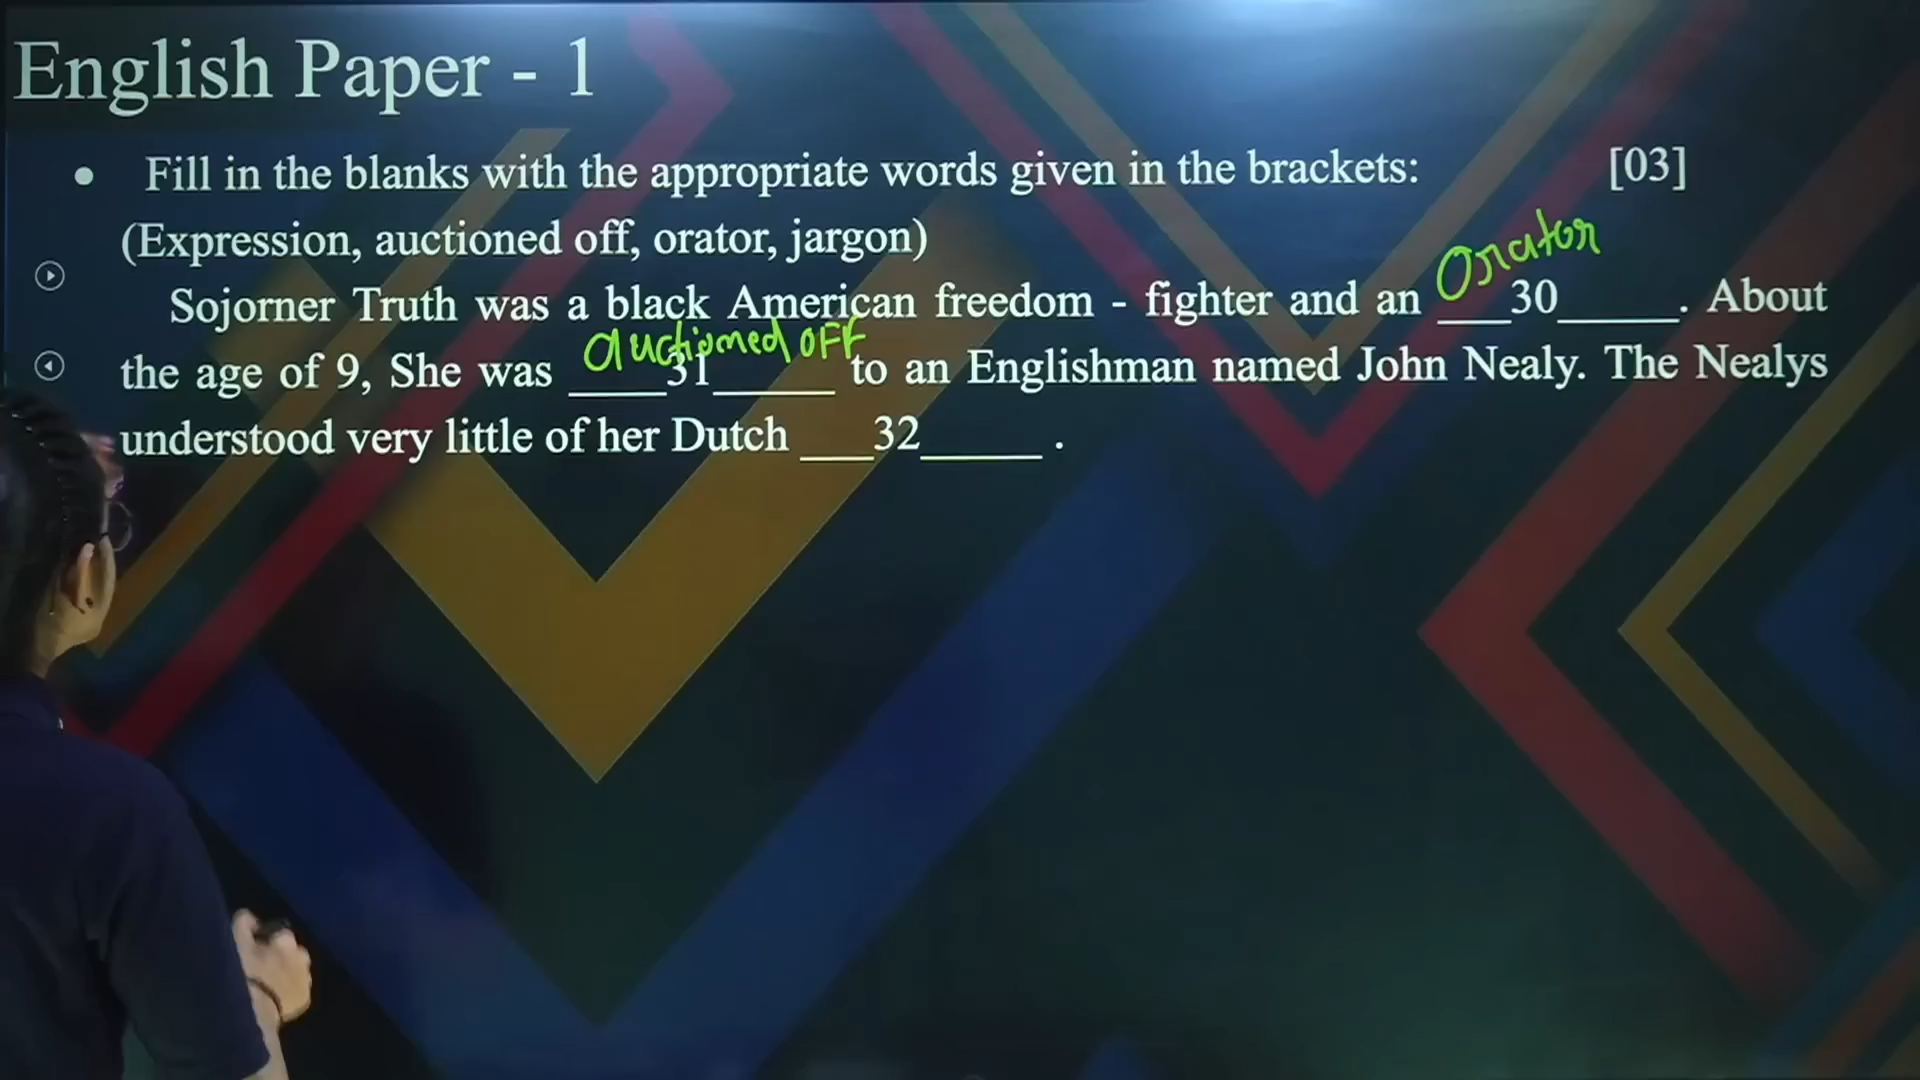 English Paper - 1
• Fill in the blanks with the appropriate words given in the brackets: [03]
(Expression, auctioned off, orator, jargon)
Orator
Sojorner Truth was a black American freedom - fighter and an ___30_____. About
auctioned off
the age of 9, She was ____31_____ to an Englishman named John Nealy. The Nealys
understood very little of her Dutch ___32_____ .